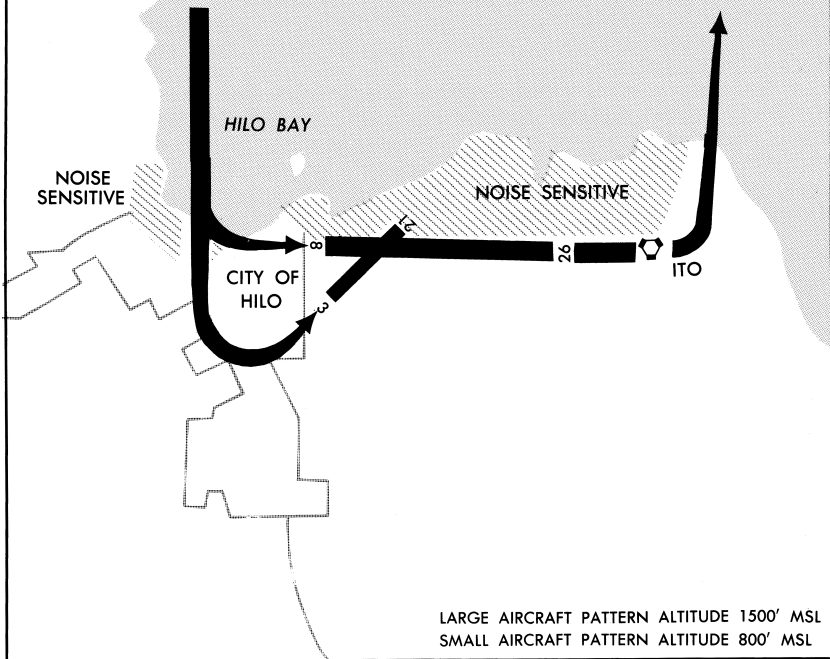 HILO BAY
NOISE
SENSITIVE
NOISE SENSITIVE
21
8
26
ITO
CITY OF
HILO
3
LARGE AIRCRAFT PATTERN ALTITUDE 1500' MSL
SMALL AIRCRAFT PATTERN ALTITUDE 800' MSL